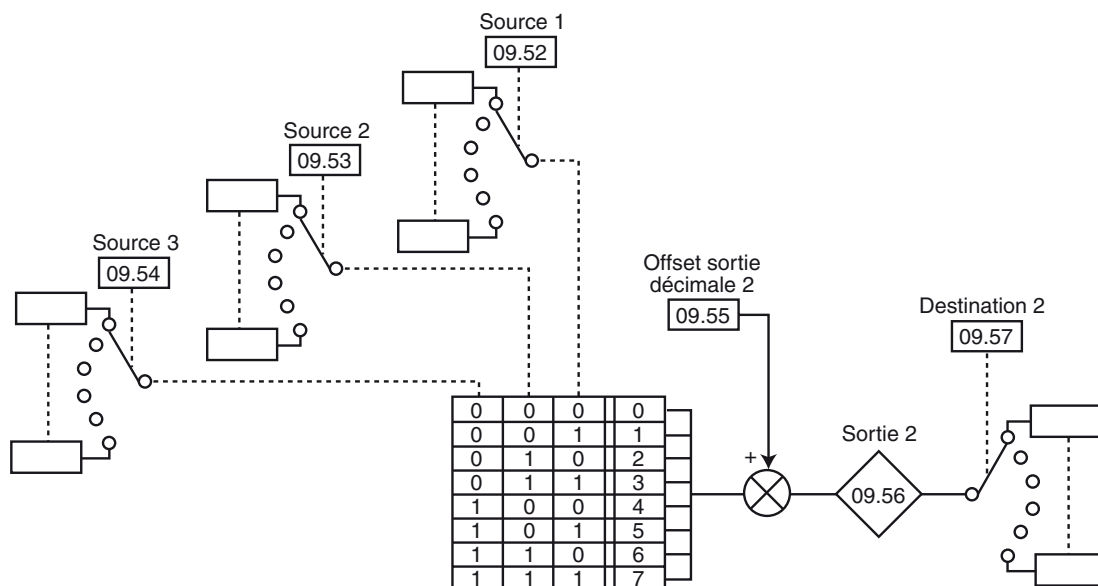 Source 1
09.52
Source 2
09.53
Source 3
09.54
Offset sortie
décimale 2
09.55
Destination 2
09.57
0 0 0 0
0 0 1 1
0 1 0 2
0 1 1 3
1 0 0 4
1 0 1 5
1 1 0 6
1 1 1 7
+
Sortie 2
09.56